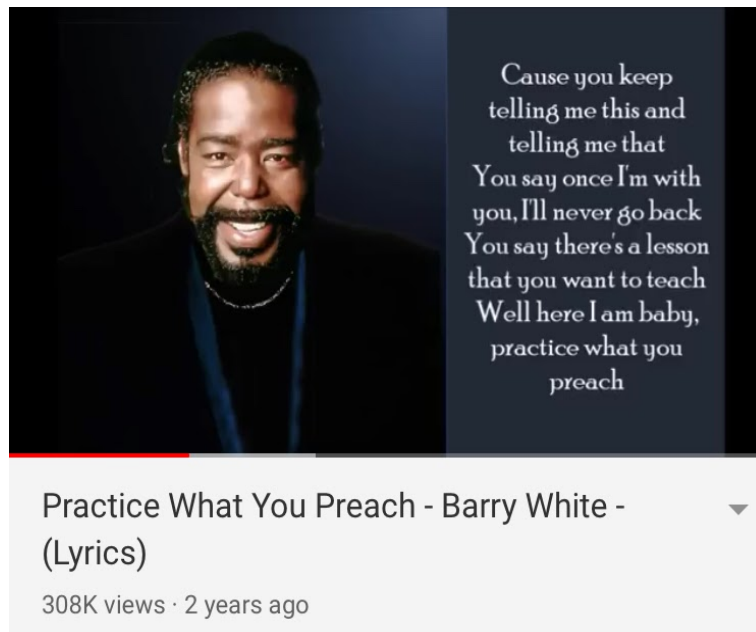 Cause you keep
telling me this and
telling me that
You say once I'm with
you, I'll never go back
You say there's a lesson
that you want to teach
Well here I am baby,
practice what you
preach
Practice What You Preach - Barry White -
(Lyrics)
308K views · 2 years ago